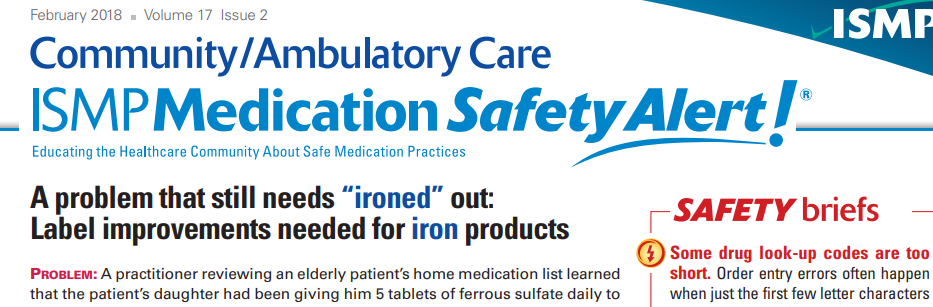 February 2018 ■ Volume 17 Issue 2
ISMP
Community/Ambulatory Care
ISMP Medication Safety Alert! ®
Educating the Healthcare Community About Safe Medication Practices
A problem that still needs “ironed” out:
Label improvements needed for iron products
PROBLEM: A practitioner reviewing an elderly patient’s home medication list learned
that the patient’s daughter had been giving him 5 tablets of ferrous sulfate daily to
SAFETY briefs
Some drug look-up codes are too
short. Order entry errors often happen
when just the first few letter characters